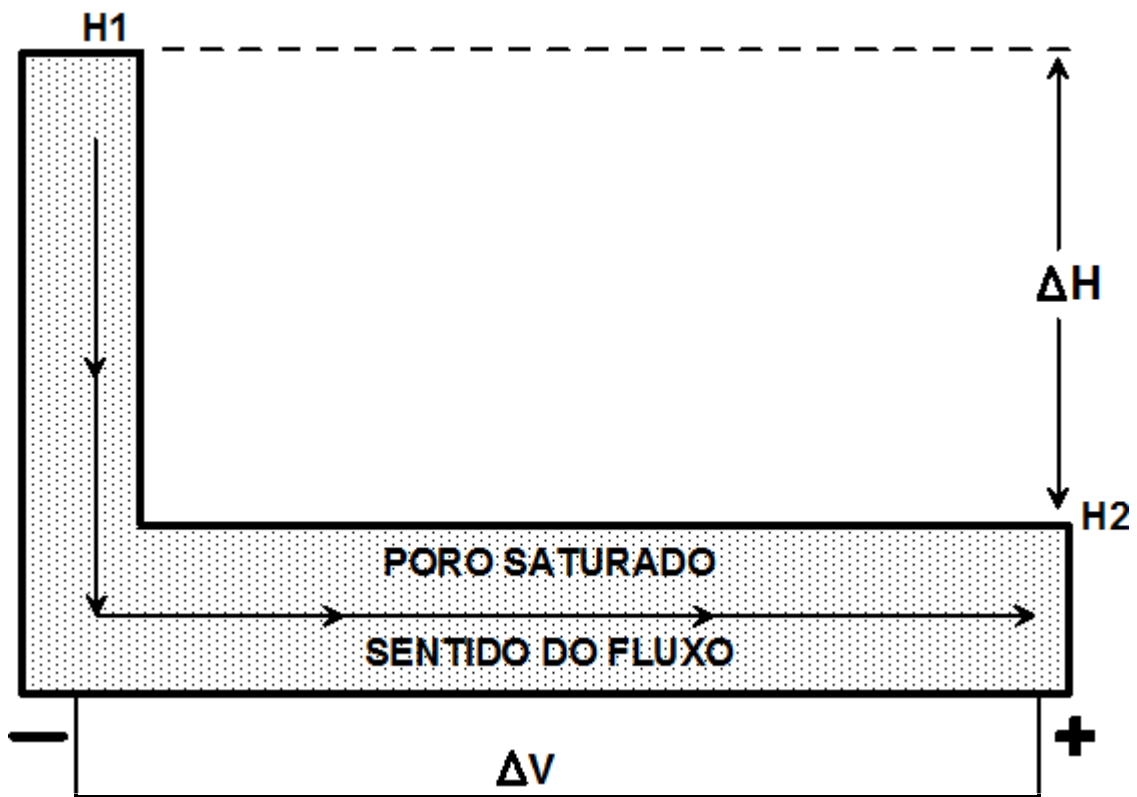 H1
ΔH
H2
PORO SATURADO
SENTIDO DO FLUXO
— +
ΔV